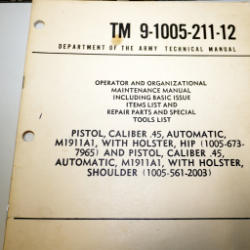 TM 9-1005-211-12
DEPARTMENT OF THE ARMY TECHNICAL MANUAL
OPERATOR AND ORGANIZATIONAL
MAINTENANCE MANUAL
INCLUDING BASIC ISSUE
ITEMS LIST AND
REPAIR PARTS AND SPECIAL
TOOLS LIST
PISTOL, CALIBER .45, AUTOMATIC,
M1911A1, WITH HOLSTER, HIP (1005-673-
7965) AND PISTOL, CALIBER .45,
AUTOMATIC, M1911A1, WITH HOLSTER,
SHOULDER (1005-561-2003)